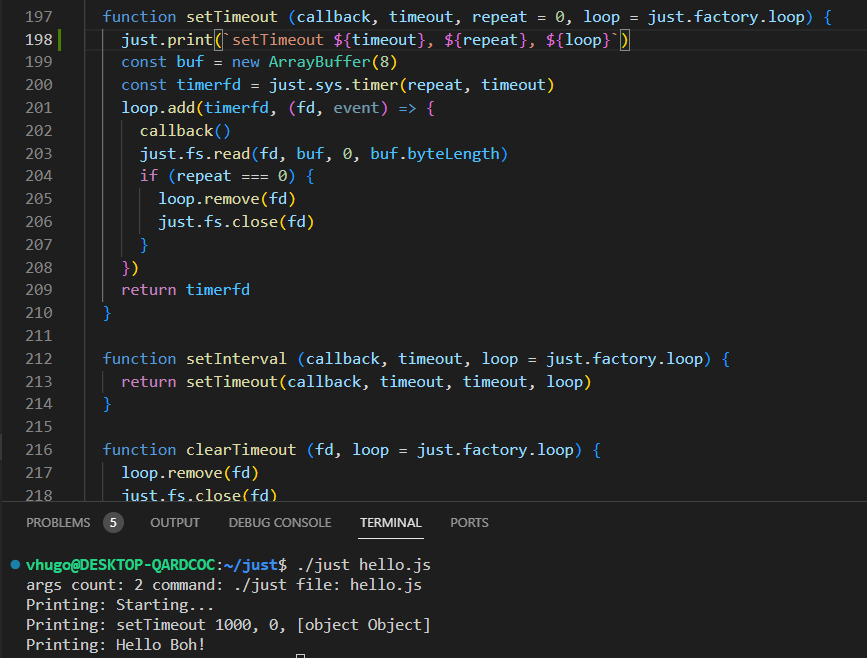 197 function setTimeout (callback, timeout, repeat = 0, loop = just.factory.loop) {
198 just.print(`setTimeout ${timeout}, ${repeat}, ${loop}`)
199 const buf = new ArrayBuffer(8)
200 const timerfd = just.sys.timer(repeat, timeout)
201 loop.add(timerfd, (fd, event) => {
202 callback()
203 just.fs.read(fd, buf, 0, buf.byteLength)
204 if (repeat === 0) {
205 loop.remove(fd)
206 just.fs.close(fd)
207 }
208 })
209 return timerfd
210 }
211
212 function setInterval (callback, timeout, loop = just.factory.loop) {
213 return setTimeout(callback, timeout, timeout, loop)
214 }
215
216 function clearTimeout (fd, loop = just.factory.loop) {
217 loop.remove(fd)
218 just.fs.close(fd)
PROBLEMS 5 OUTPUT DEBUG CONSOLE TERMINAL PORTS
vhugo@DESKTOP-QARDCOC:~/just$ ./just hello.js
args count: 2 command: ./just file: hello.js
Printing: Starting...
Printing: setTimeout 1000, 0, [object Object]
Printing: Hello Boh!